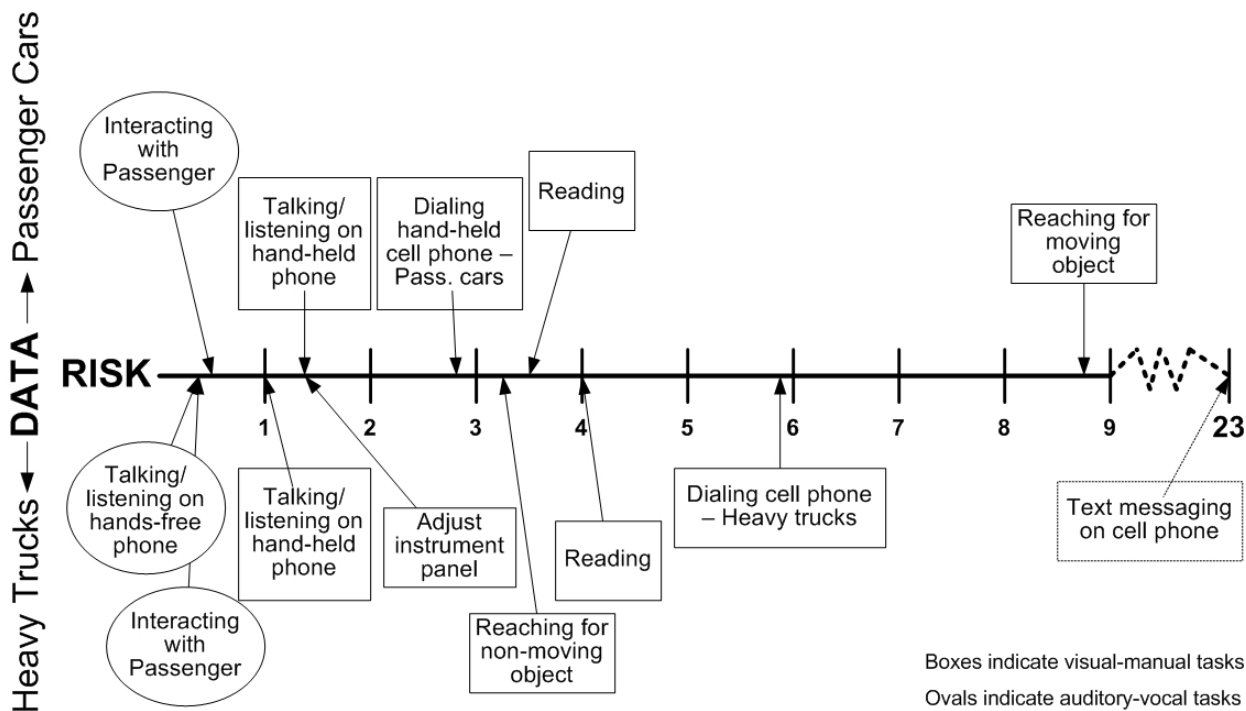 Heavy Trucks DATA Passenger Cars
Interacting
with
Passenger
Talking/
listening on
hand-held
phone
Dialing
hand-held
cell phone –
Pass. cars
Reading
Reaching for
moving
object
RISK
1
2
3
4
5
6
7
8
9
23
Talking/
listening on
hands-free
phone
Interacting
with
Passenger
Talking/
listening on
hand-held
phone
Adjust
instrument
panel
Reaching for
non-moving
object
Reading
Dialing cell phone
– Heavy trucks
Text messaging
on cell phone
Boxes indicate visual-manual tasks
Ovals indicate auditory-vocal tasks